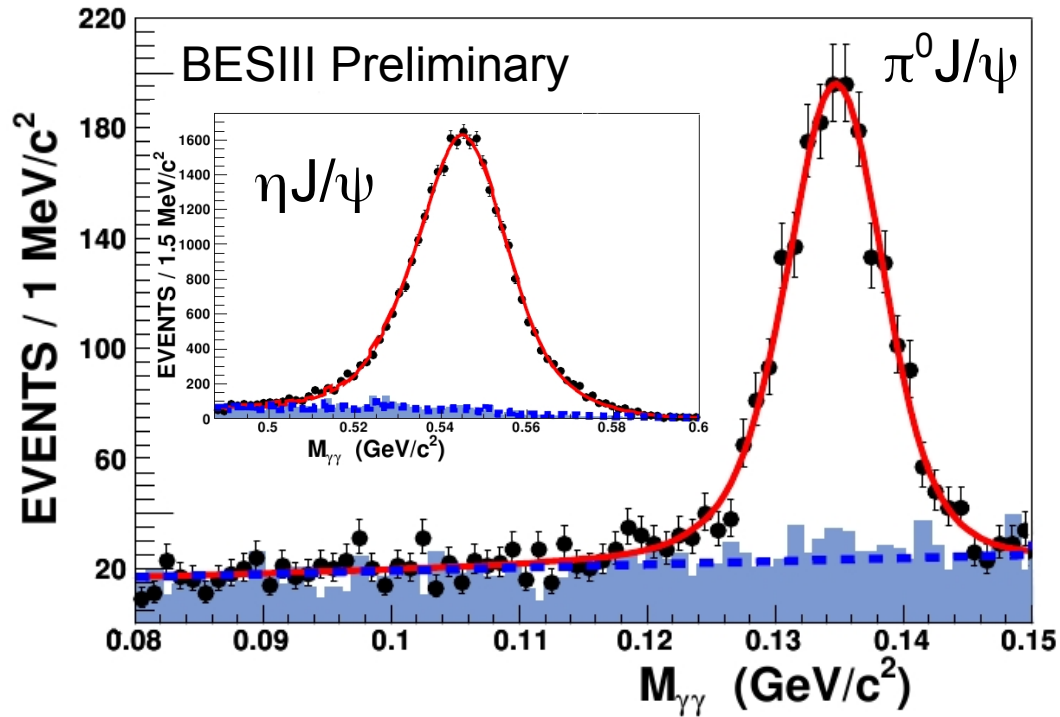 BESIII Preliminary
π⁰J/ψ
EVENTS / 1 MeV/c²
220
180
140
100
60
20
0.08 0.09 0.1 0.11 0.12 0.13 0.14 0.15
Mγγ (GeV/c²)
ηJ/ψ
EVENTS / 1.5 MeV/c²
1600
1400
1200
1000
800
600
400
200
0
0.5 0.52 0.54 0.56 0.58 0.6
Mγγ (GeV/c²)